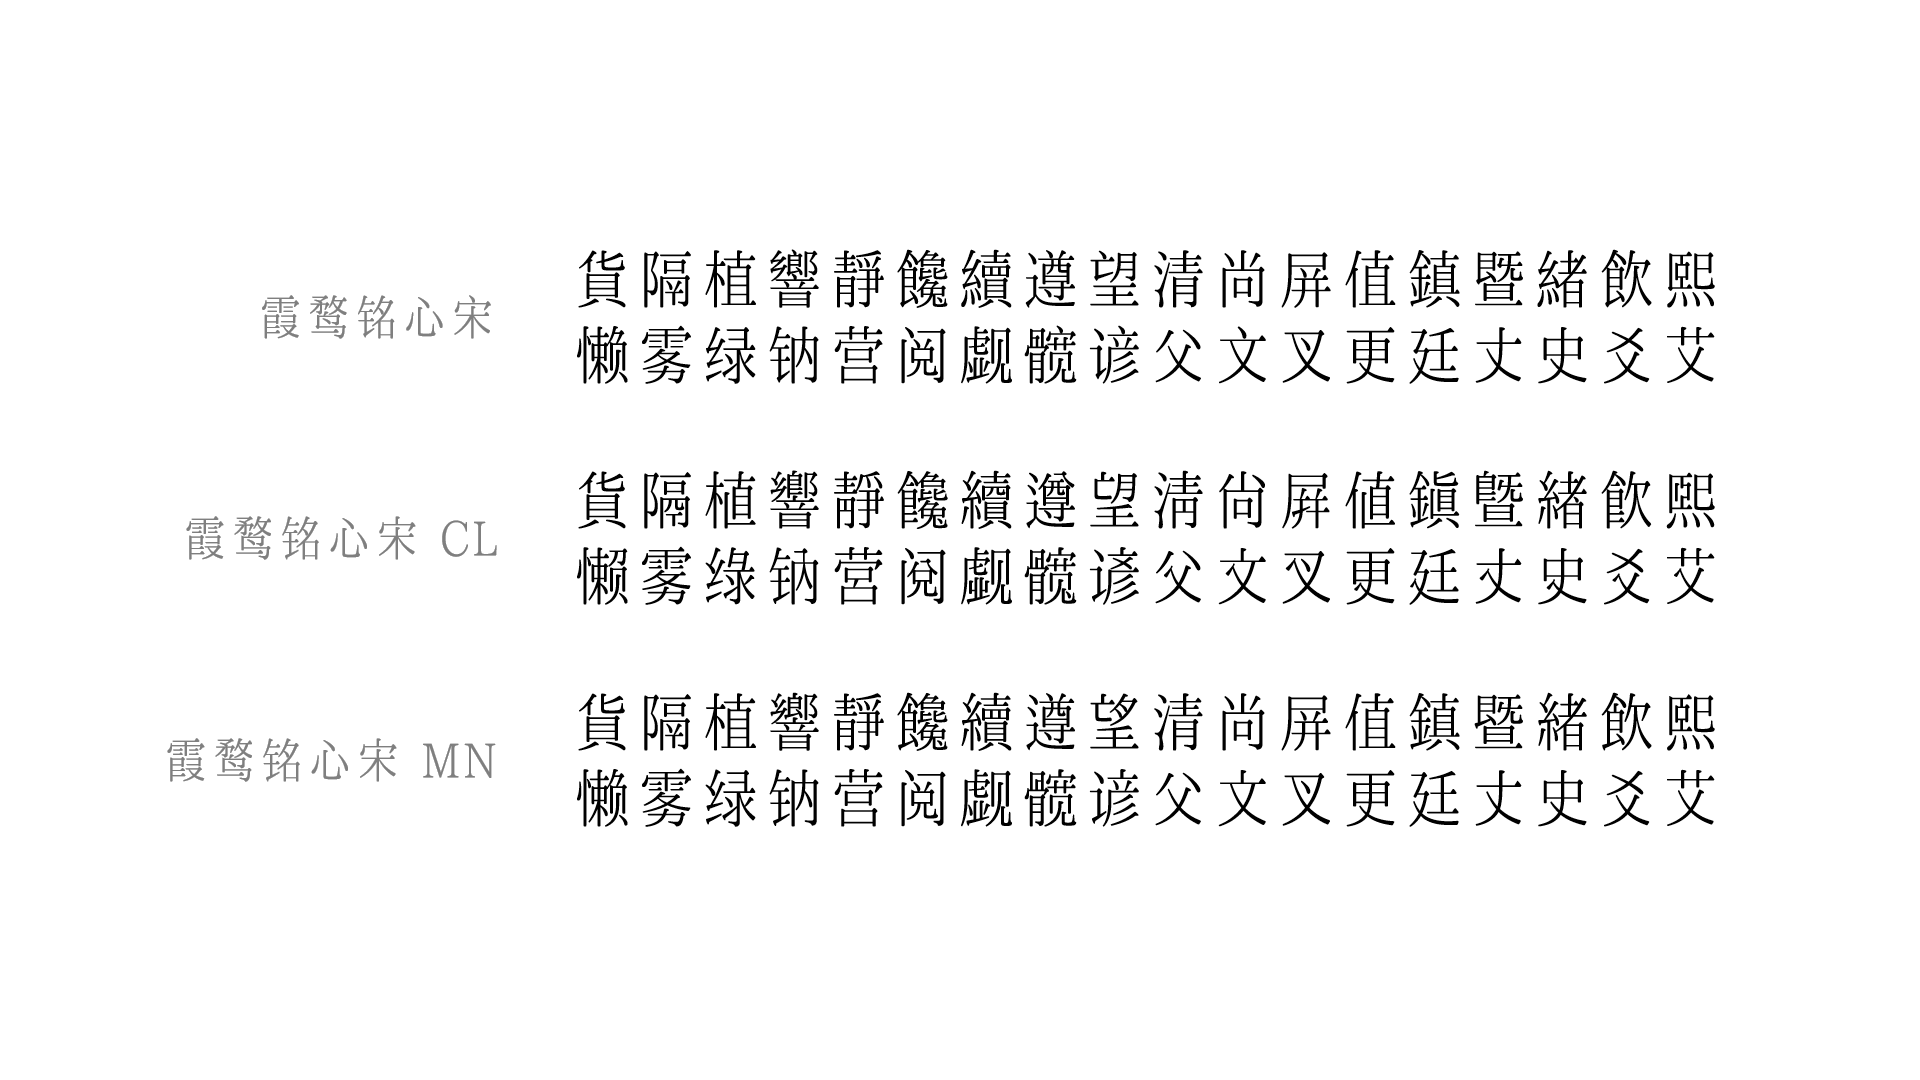 霞鹜铭心宋
貨隔植響靜饞續遵望清尚屏值鎮暨緒飲熙
懒雾绿钠营阅觑髋谚父文叉更廷丈史爻艾
霞鹜铭心宋 CL
貨隔植響靜饞續遵望清尚屏值鎭曁緖飮熙
懒雾绿钠营阅觑髋谚父文叉更廷丈史爻艾
霞鹜铭心宋 MN
貨隔植響靜饞續遵望清尚屏值鎮暨緒飲熙
懒雾绿钠营阅觑髋谚父文叉更廷丈史爻艾